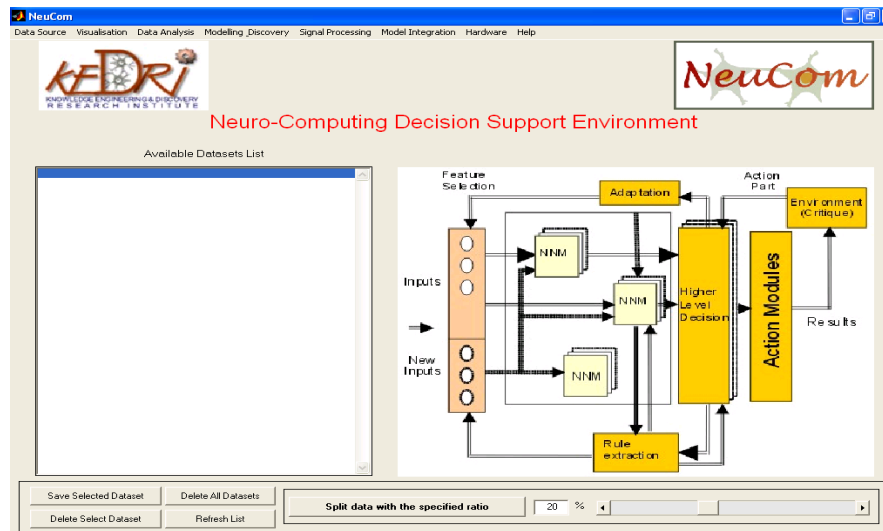 NeuCom
Data Source Visualisation Data Analysis Modelling_Discovery Signal Processing Model Integration Hardware Help
KEDRI
KNOWLEDGE ENGINEERING & DISCOVERY
RESEARCH INSTITUTE
NeuCom
Neuro-Computing Decision Support Environment
Available Datasets List
Feature
Selection
Adaptation
Action
Part
Environment
(Critique)
Inputs
NNM
NNM
Higher
Level
Decision
Action Modules
Results
New
Inputs
NNM
Rule
extraction
Save Selected Dataset
Delete All Datasets
Split data with the specified ratio
20 %
Delete Select Dataset
Refresh List